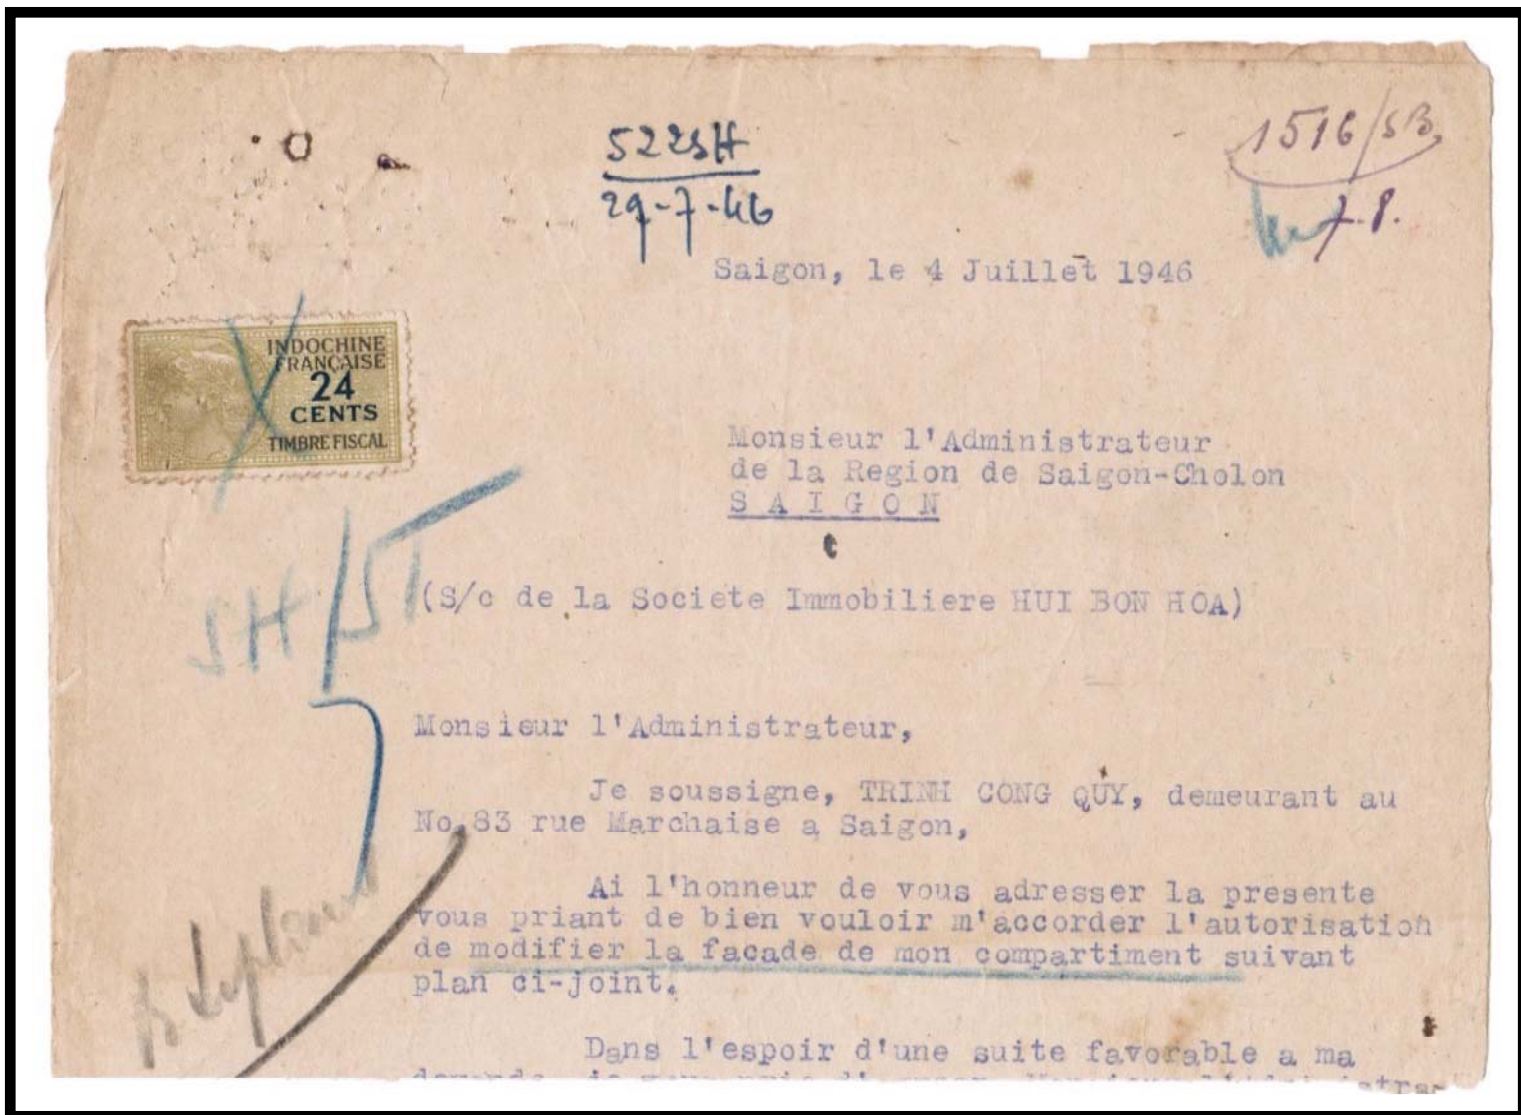 522SH
29-7-46
1516/SB
7.8.
Saigon, le 4 Juillet 1946
INDOCHINE
FRANÇAISE
24
CENTS
TIMBRE FISCAL
Monsieur l'Administrateur
de la Region de Saigon-Cholon
S A I G O N
SH/ST
(S/c de la Societe Immobiliere HUI BON HOA)
Monsieur l'Administrateur,
Je soussigne, TRINH CONG QUY, demeurant au
No 83 rue Marchaise a Saigon,
Ai l'honneur de vous adresser la presente
vous priant de bien vouloir m'accorder l'autorisation
de modifier la facade de mon compartiment suivant
plan ci-joint.
Dans l'espoir d'une suite favorable a ma